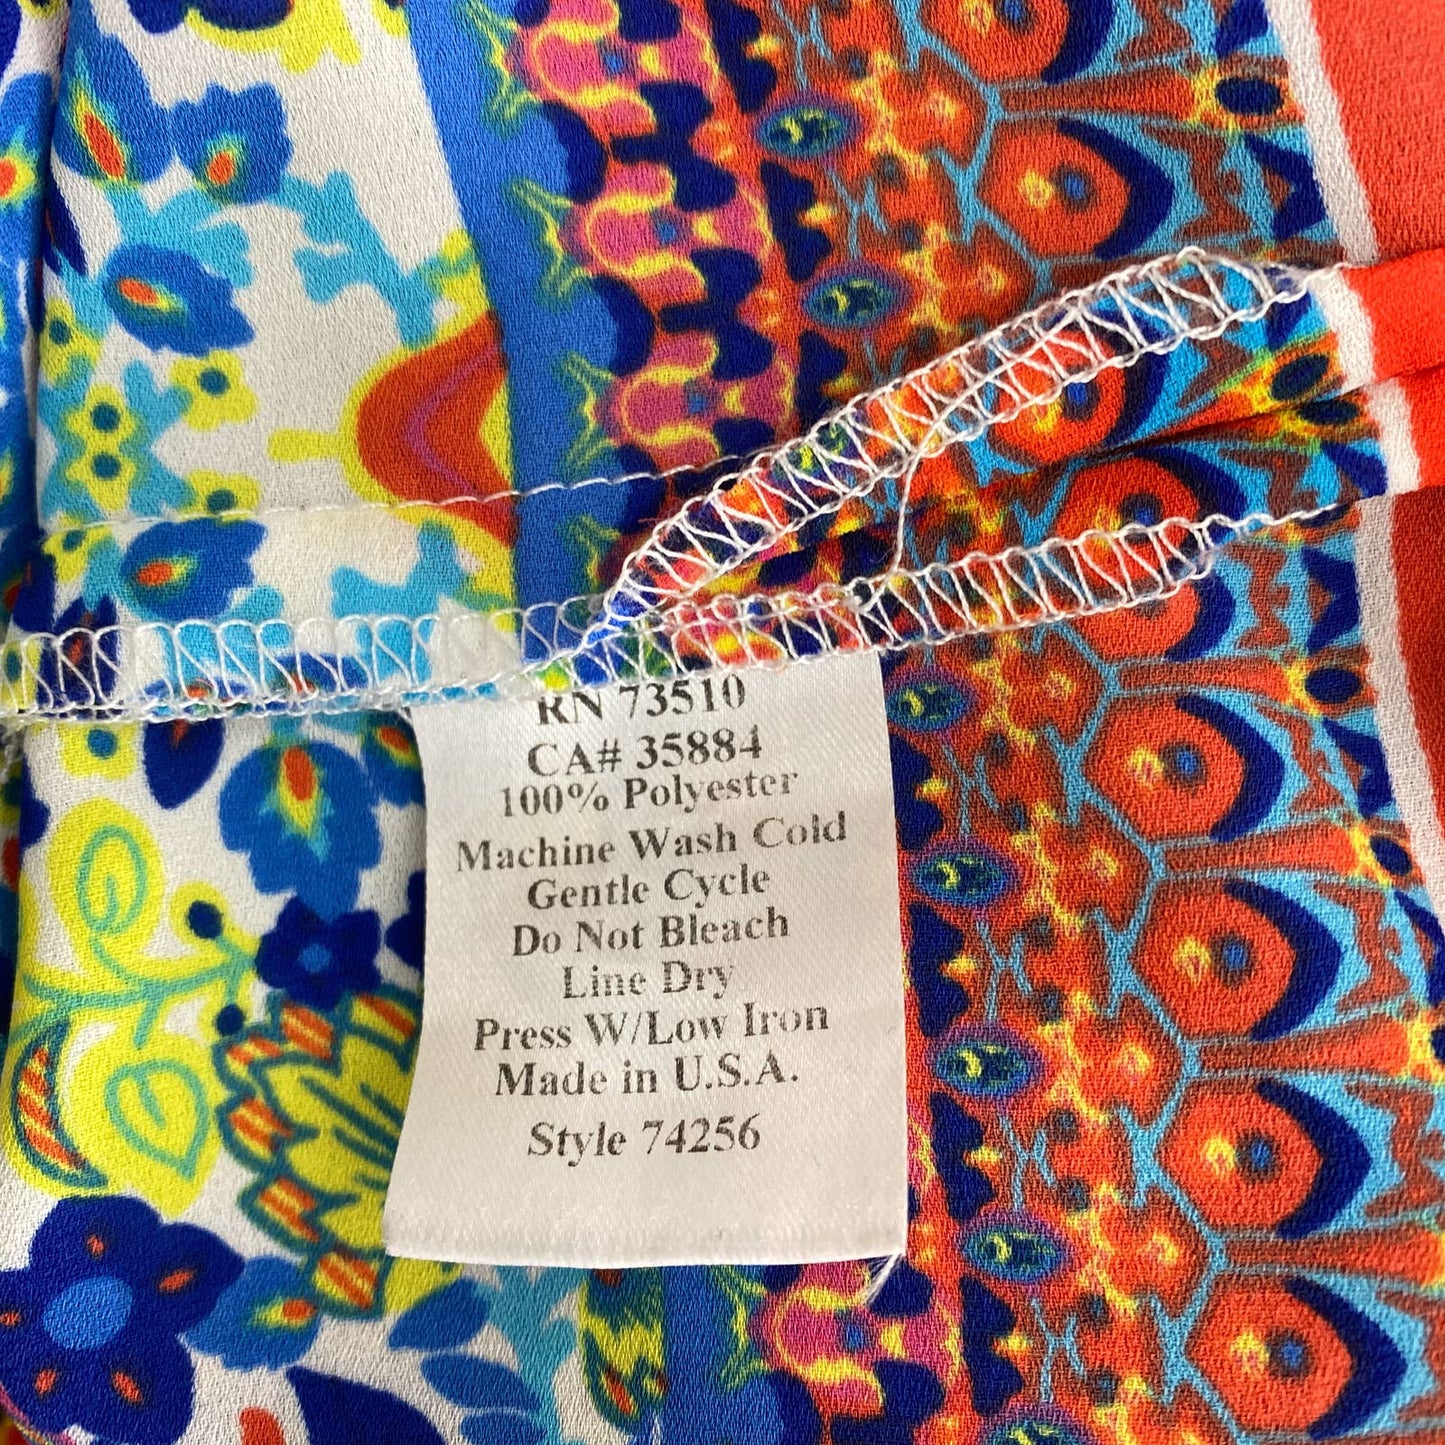 RN 73510
CA# 35884
100% Polyester
Machine Wash Cold
Gentle Cycle
Do Not Bleach
Line Dry
Press W/Low Iron
Made in U.S.A.
Style 74256